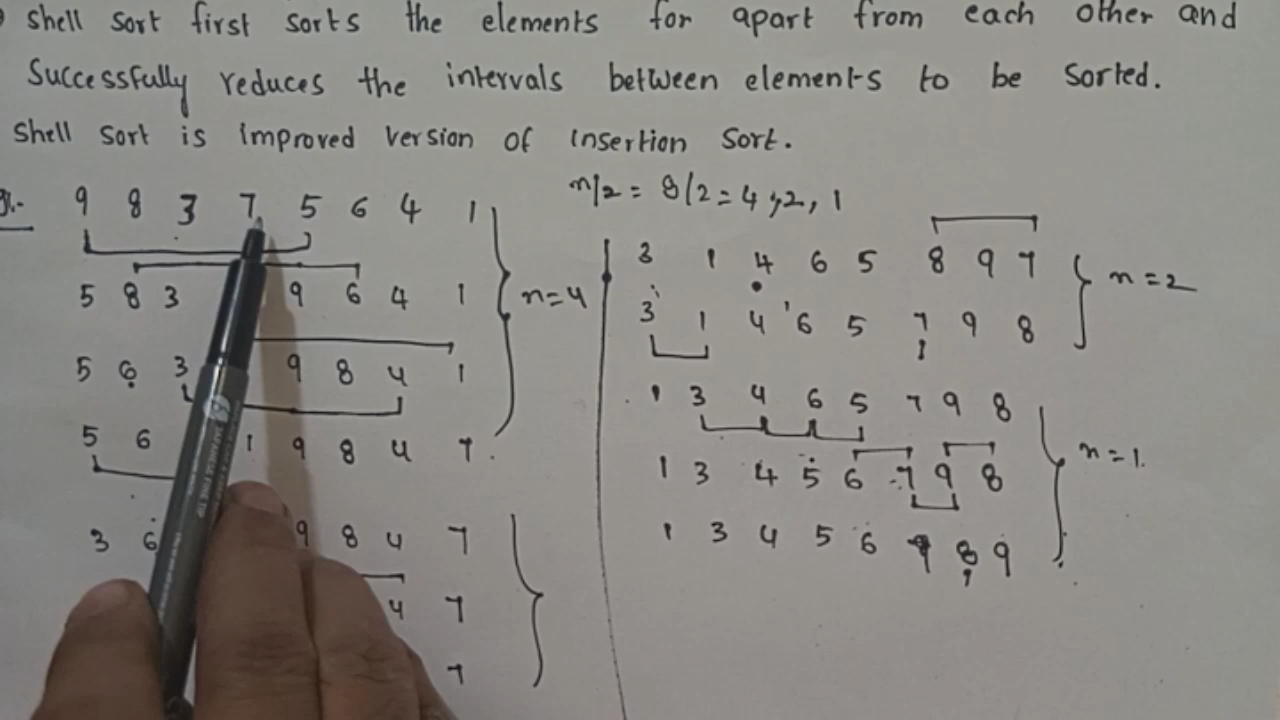 shell sort first sorts the elements for apart from each other and
Successfully reduces the intervals between elements to be sorted.
Shell sort is improved version of insertion sort.
9 8 3 7 5 6 4 1
5 8 3 9 6 4 1
n=4
5 6 3 9 8 4 1
5 6 1 9 8 4 7
3 6 9 8 4 7
4 7
7
n/2 = 8/2 = 4,2,1
3 1 4 6 5 8 9 7
n=2
3 1 4 6 5 7 9 8
1 3 4 6 5 7 9 8
n=1.
1 3 4 5 6 7 9 8
1 3 4 5 6 7 8 9